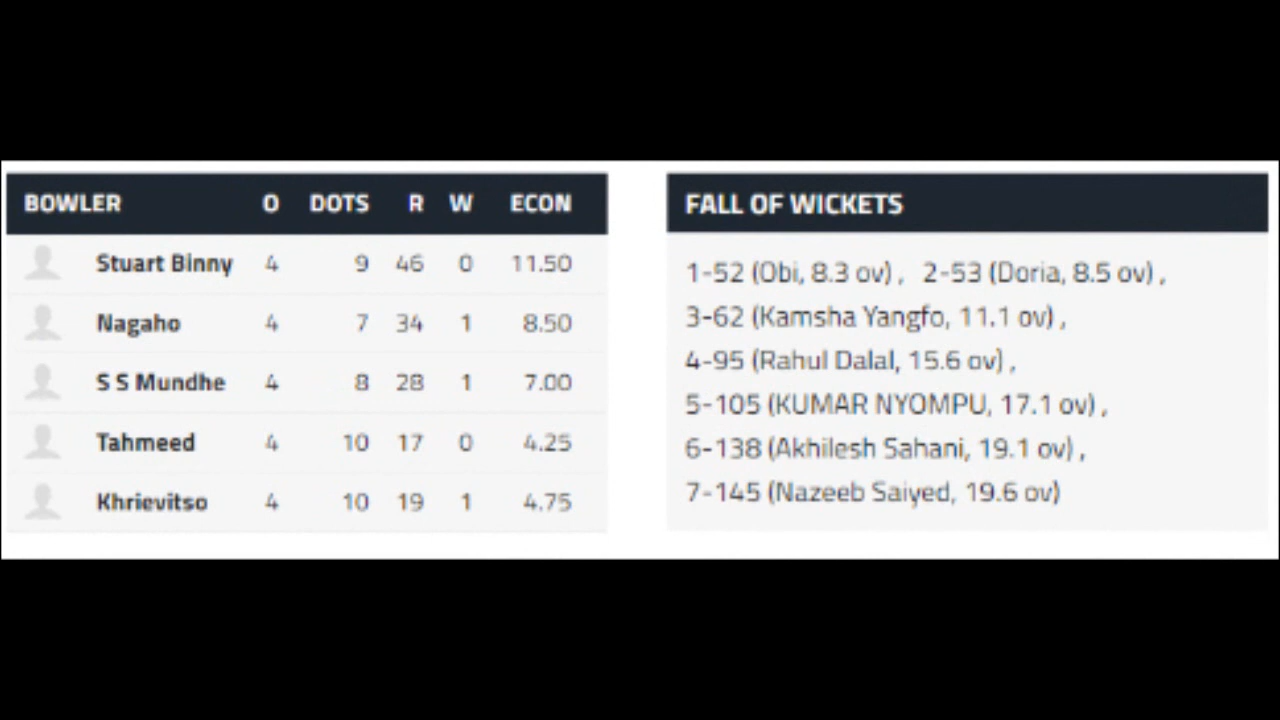 BOWLER O DOTS R W ECON
Stuart Binny 4 9 46 0 11.50
Nagaho 4 7 34 1 8.50
S S Mundhe 4 8 28 1 7.00
Tahmeed 4 10 17 0 4.25
Khrievitso 4 10 19 1 4.75
FALL OF WICKETS
1-52 (Obi, 8.3 ov) , 2-53 (Doria, 8.5 ov) ,
3-62 (Kamsha Yangfo, 11.1 ov) ,
4-95 (Rahul Dalal, 15.6 ov) ,
5-105 (KUMAR NYOMPU, 17.1 ov) ,
6-138 (Akhilesh Sahani, 19.1 ov) ,
7-145 (Nazeeb Saiyed, 19.6 ov)